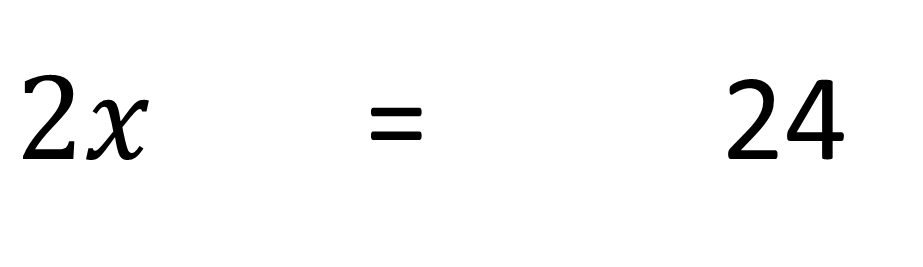 2x = 24